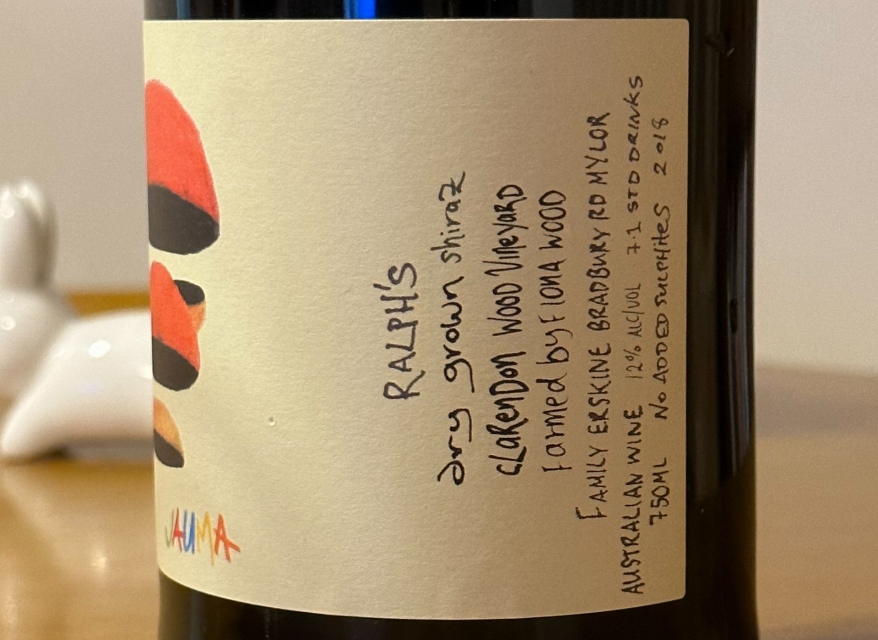 JAUMA
RALPH'S
dry grown shiraz
CLARENDON WOOD VINEYARD
Farmed by FIONA WOOD
FAMILY ERSKINE BRADBURY RD MYLOR
AUSTRALIAN WINE 12% ALC/VOL 7.1 STD DRINKS
750ML No ADDED SULPHITES 2018